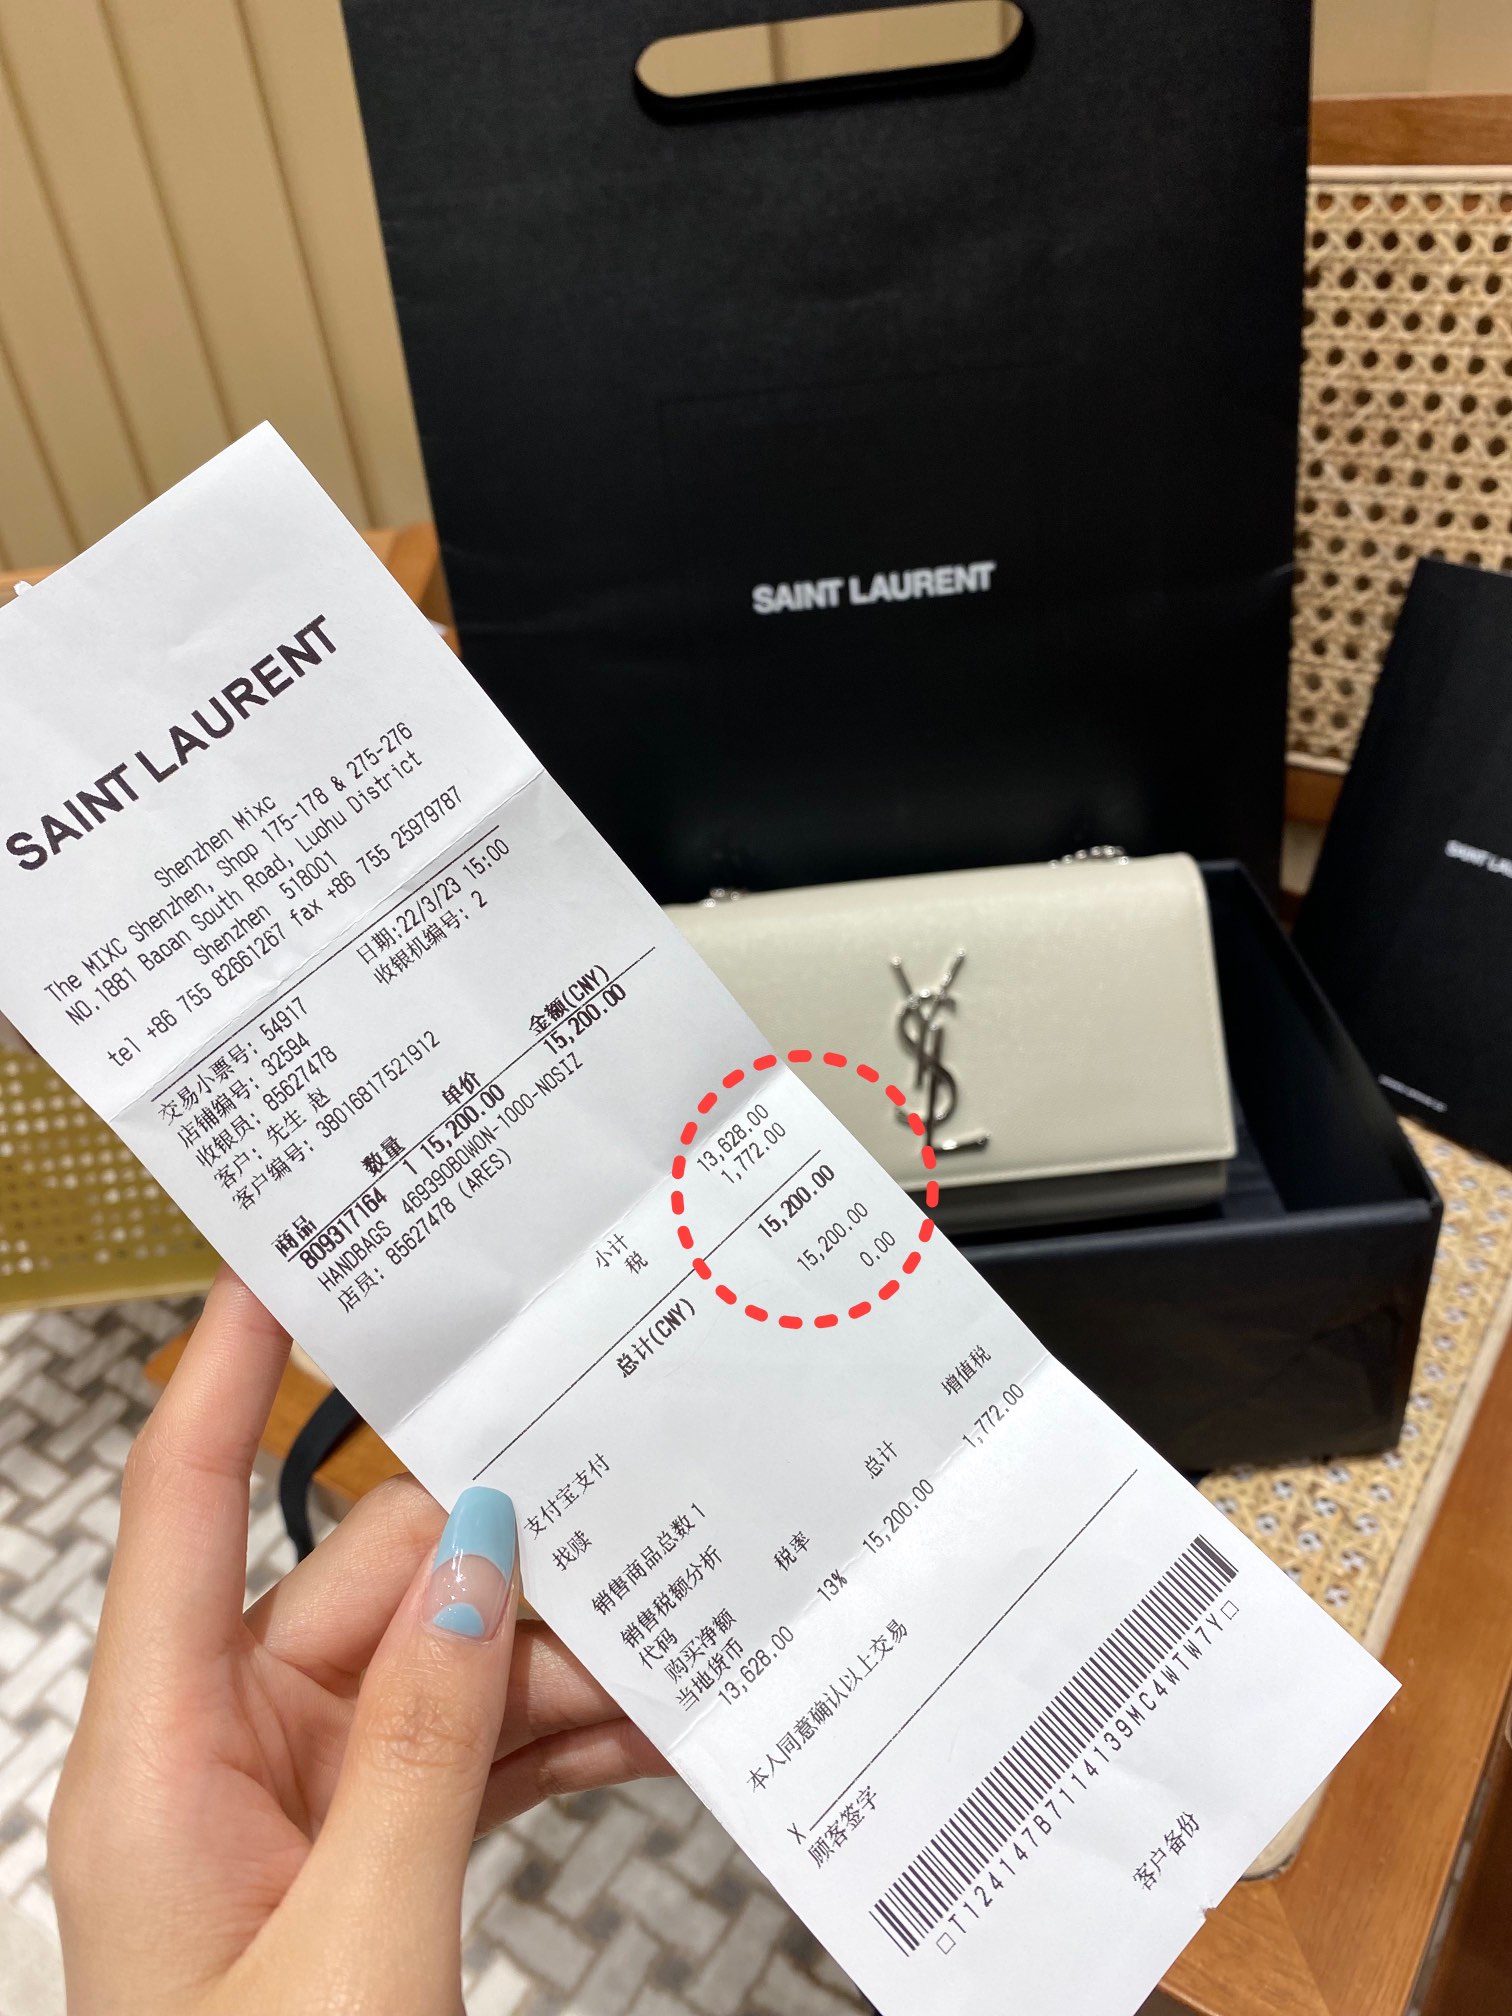 SAINT LAURENT
SAINT LAURENT
Shenzhen Mixc
The MIXC Shenzhen, Shop 175-178 & 275-276
NO.1881 Baoan South Road, Luohu District
Shenzhen 518001
tel +86 755 82661267 fax +86 755 25979787
交易小票号: 54917 日期:22/3/23 15:00
店铺编号: 32594 收银机编号: 2
收银员: 85627478
客户: 先生 赵
客户编号: 38016817521912
商品 数量 单价 金额(CNY)
809317164 1 15,200.00 15,200.00
HANDBAGS 469390BOWON-1000-NOSIZ
店员: 85627478 (ARES)
小计 13,628.00
税 1,772.00
总计(CNY) 15,200.00
支付宝支付 15,200.00
找赎 0.00
销售商品总数 1
销售税额分析
代码 税率 总计 增值税
购买净额 13% 15,200.00 1,772.00
当地货币
13,628.00
本人同意确认以上交易
X
顾客签字
T124147B7114139MC4WTW7Y
客户备份